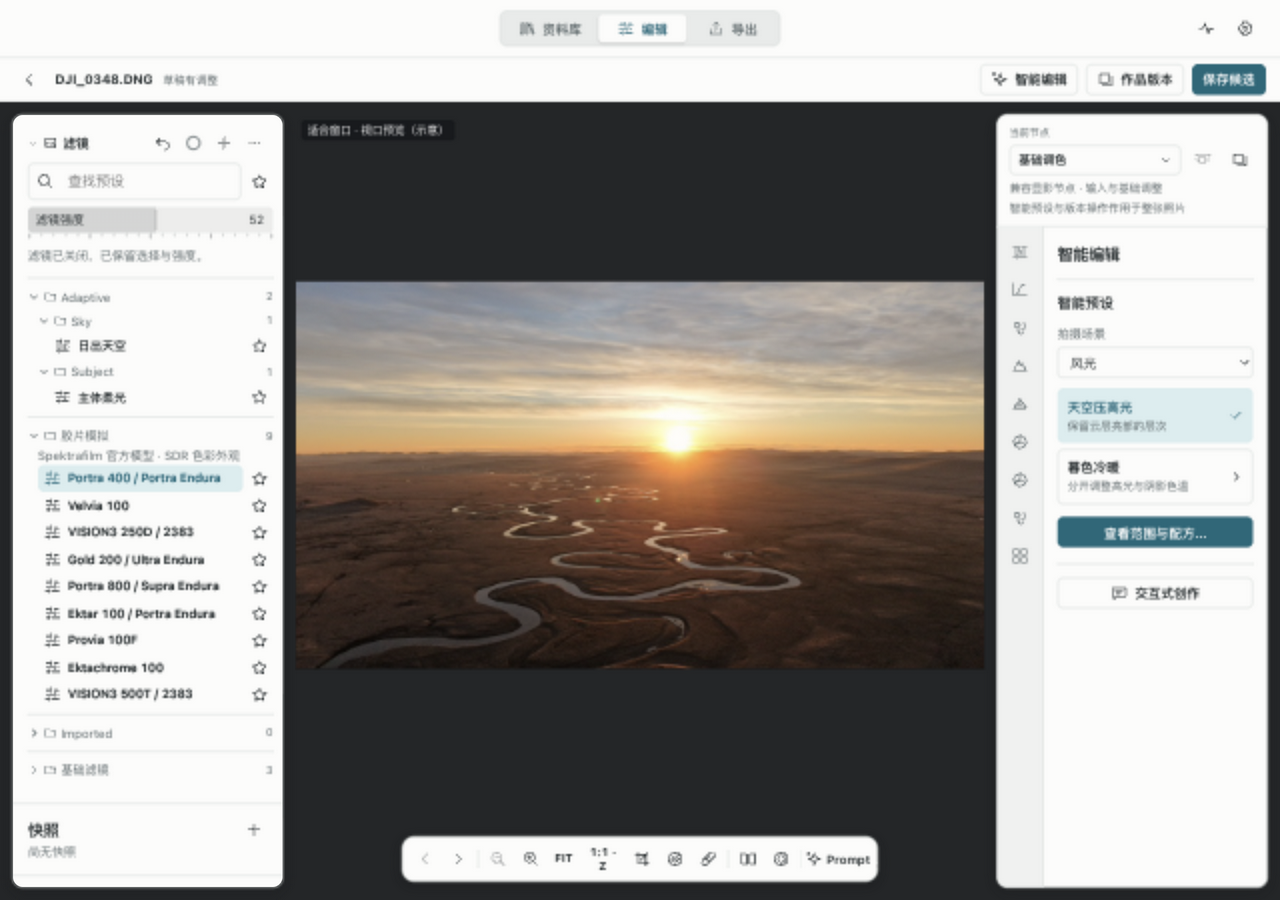 资料库
编辑
导出
DJI_0348.DNG 草稿有调整
智能编辑
作品版本
保存候选
滤镜
查找预设
滤镜强度 52
滤镜已关闭，已保留选择与强度。
Adaptive 2
Sky 1
日出天空
Subject 1
主体柔光
胶片模拟 9
Spektrafilm 官方模型 · SDR 色彩外观
Portra 400 / Portra Endura
Velvia 100
VISION3 250D / 2383
Gold 200 / Ultra Endura
Portra 800 / Supra Endura
Ektar 100 / Portra Endura
Provia 100F
Ektachrome 100
VISION3 500T / 2383
Imported 0
基础滤镜 3
快照
尚无快照
适合窗口 · 视口预览（示意）
FIT
1:1 -
Z
Prompt
当前节点
基础调色
兼容显影节点 · 输入与基础调整
智能预设与版本操作作用于整张照片
智能编辑
智能预设
拍摄场景
风光
天空压高光
保留云层亮部的层次
暮色冷暖
分开调整高光与阴影色温
查看范围与配方...
交互式创作